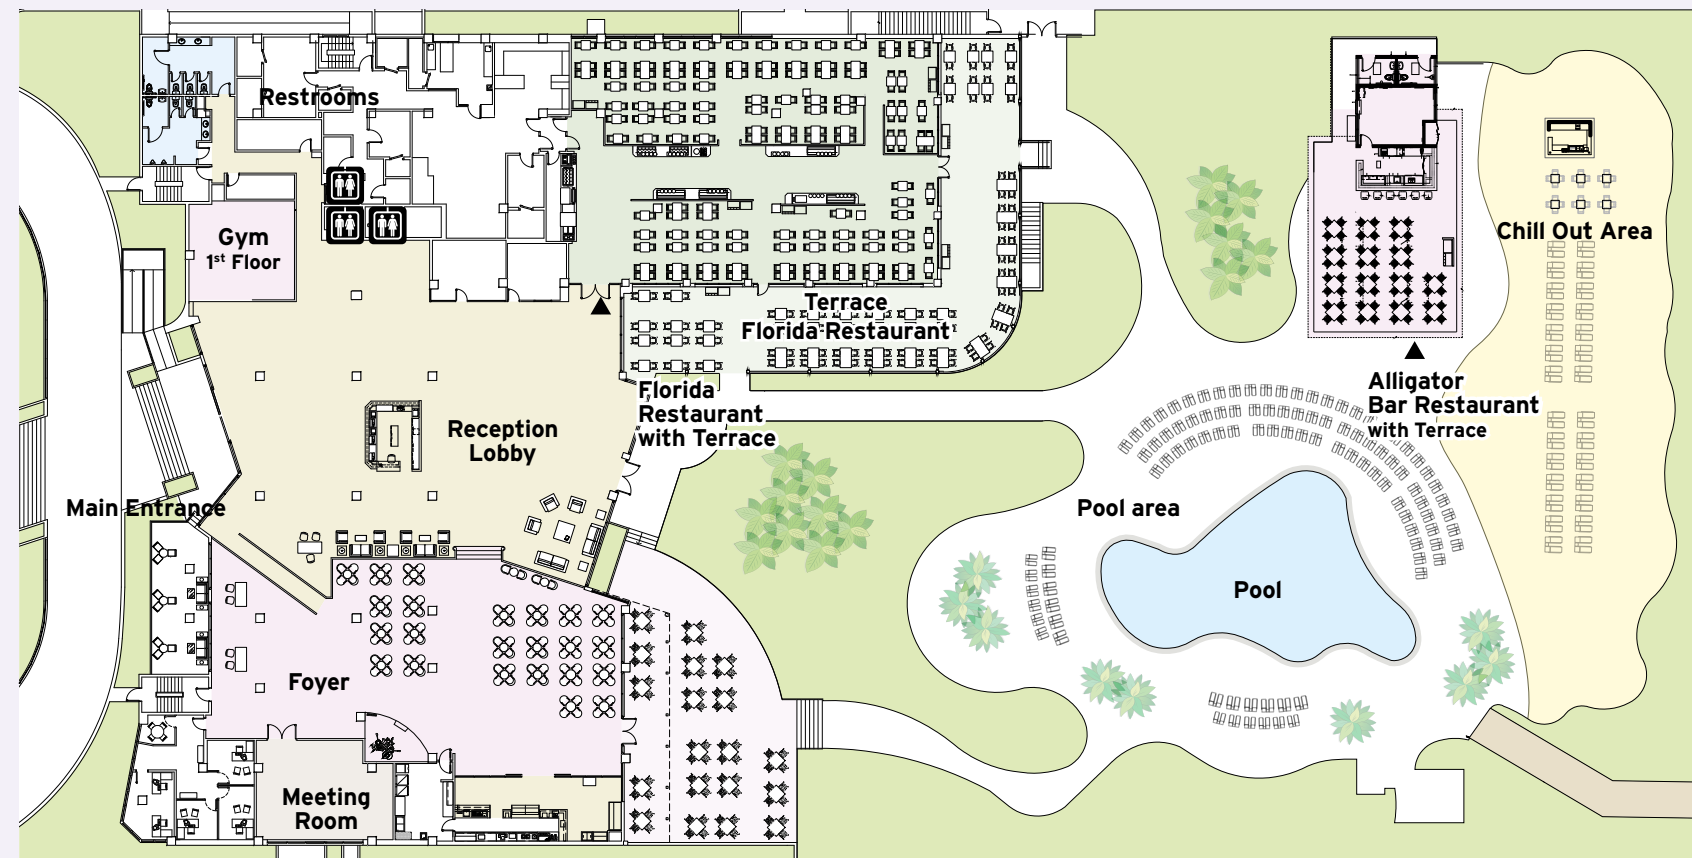 Restrooms
Gym
1st Floor
Chill Out Area
Terrace
Florida Restaurant
Florida
Restaurant
with Terrace
Alligator
Bar Restaurant
with Terrace
Reception
Lobby
Main Entrance
Pool area
Pool
Foyer
Meeting
Room